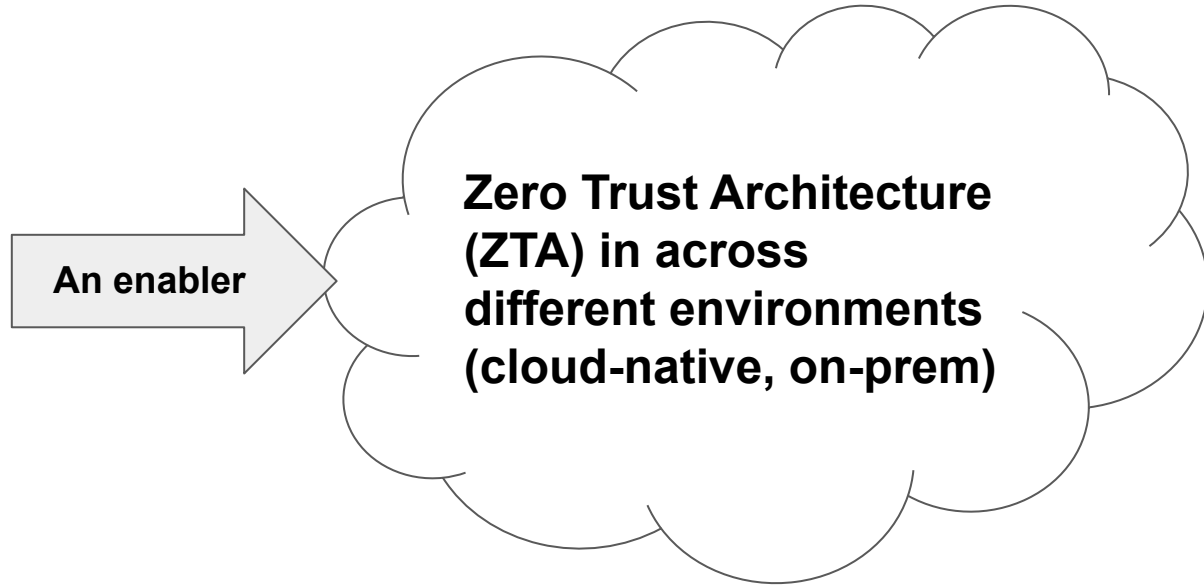 An enabler
Zero Trust Architecture
(ZTA) in across
different environments
(cloud-native, on-prem)